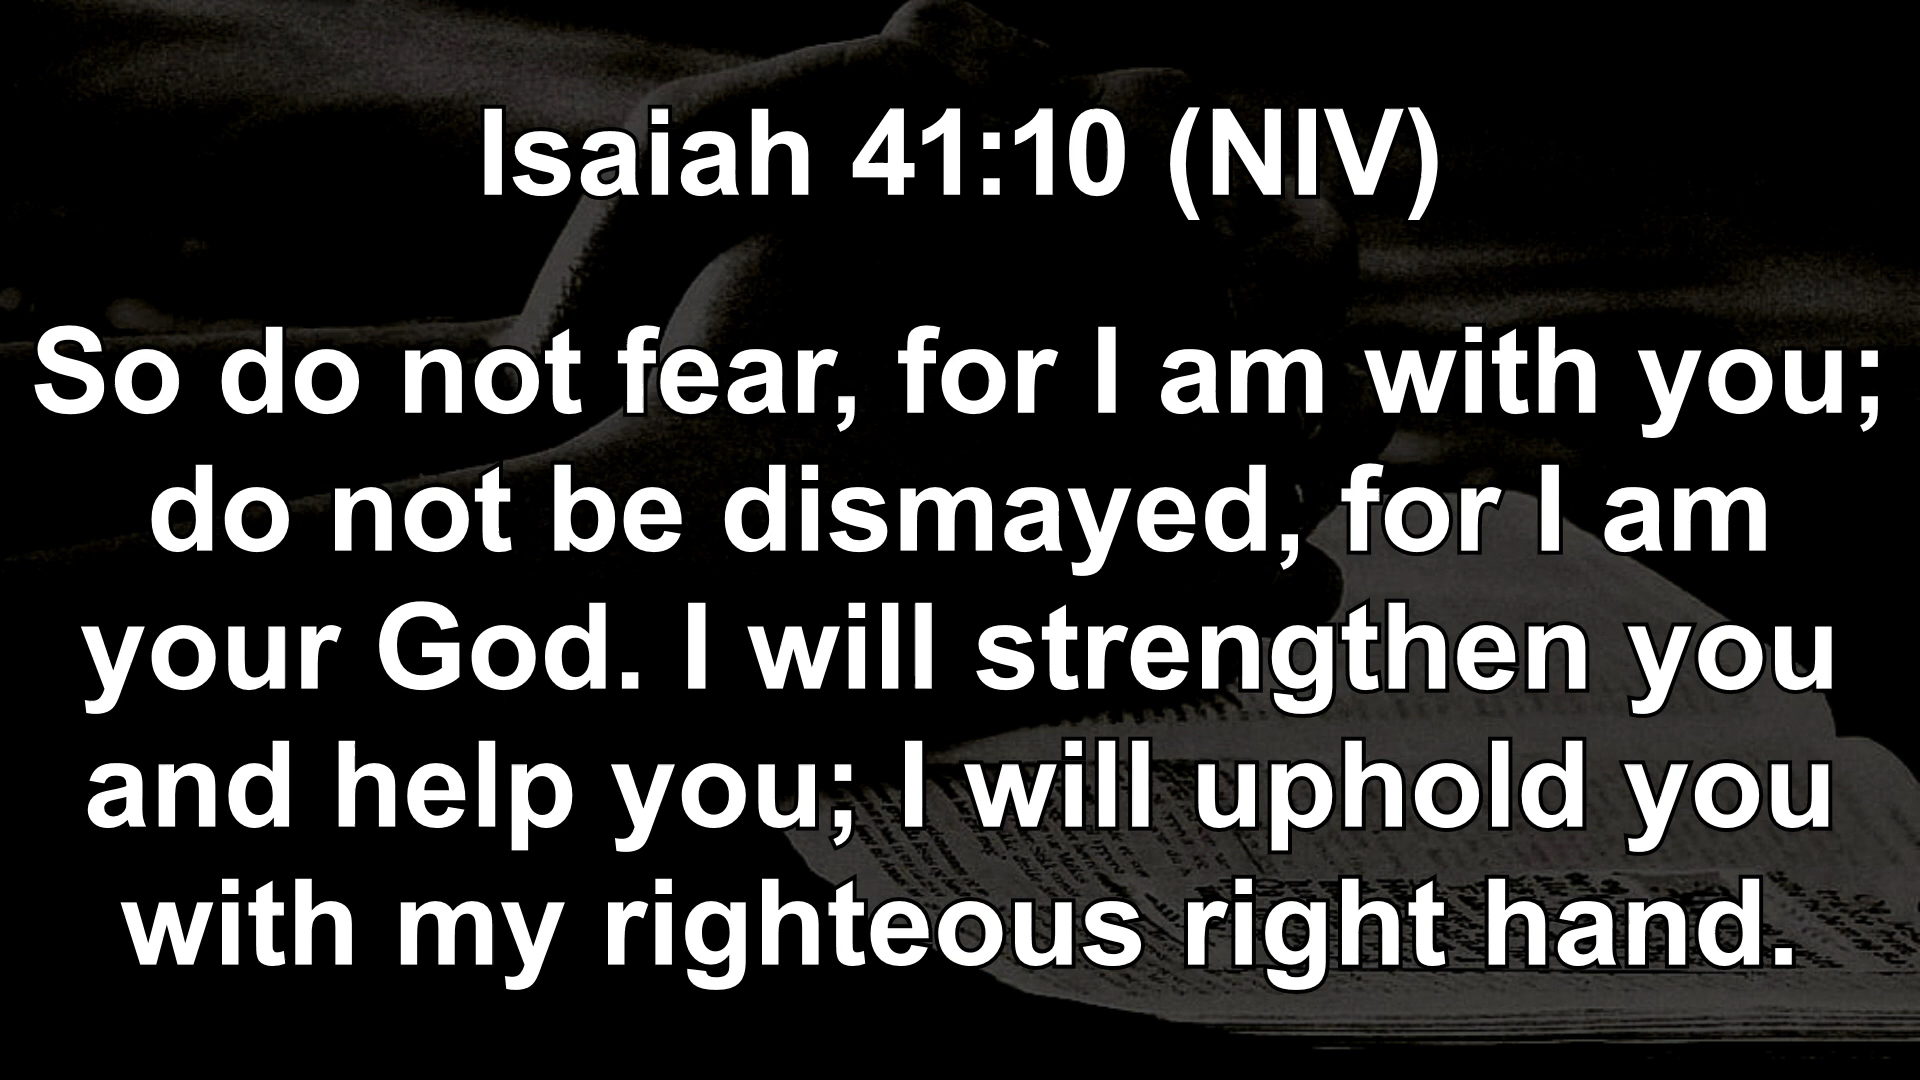 Isaiah 41:10 (NIV)
So do not fear, for I am with you;
do not be dismayed, for I am
your God. I will strengthen you
and help you; I will uphold you
with my righteous right hand.